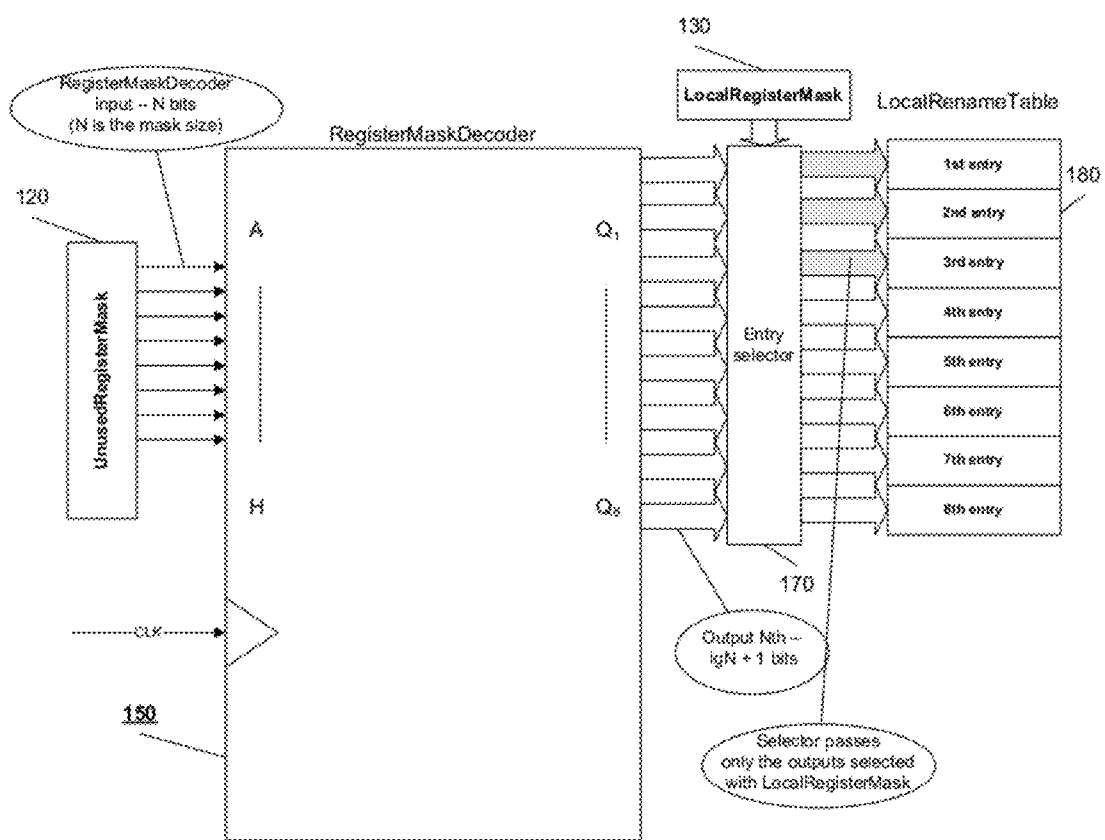 130
RegisterMaskDecoder
input – N bits
(N is the mask size)
LocalRegisterMask
LocalRenameTable
RegisterMaskDecoder
120
UnusedRegisterMask
A
H
Q1
Q8
CLK
150
Entry
selector
170
1st entry
2nd entry
3rd entry
4th entry
5th entry
6th entry
7th entry
8th entry
180
Output Nth –
lgN + 1 bits
Selector passes
only the outputs selected
with LocalRegisterMask